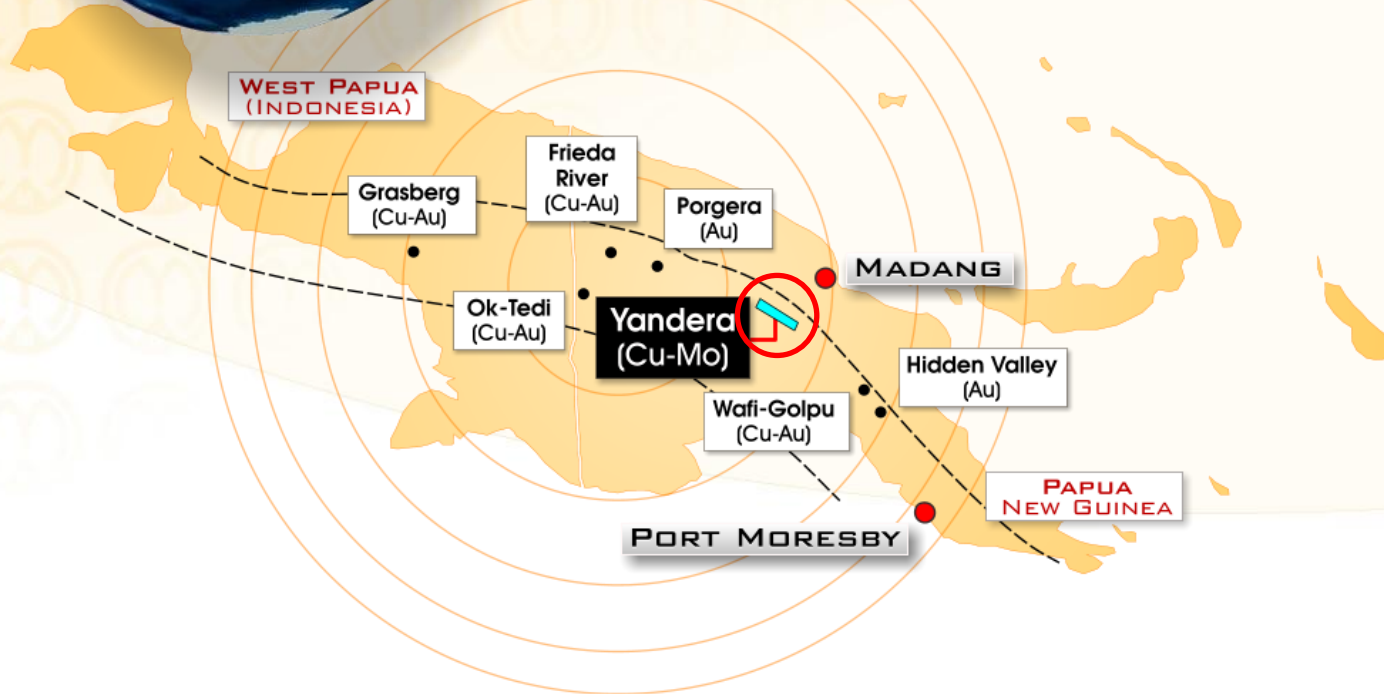 WEST PAPUA
(INDONESIA)
Frieda
River
(Cu-Au)
Grasberg
(Cu-Au)
Porgera
(Au)
MADANG
Ok-Tedi
(Cu-Au)
Yandera
(Cu-Mo)
Hidden Valley
(Au)
Wafi-Golpu
(Cu-Au)
PAPUA
NEW GUINEA
PORT MORESBY